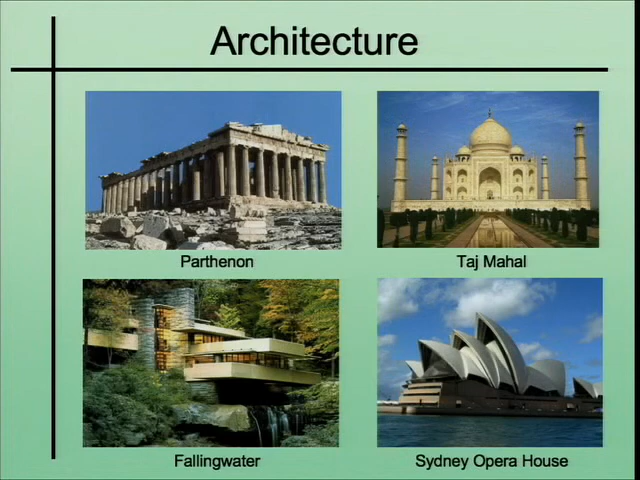 Architecture
Parthenon
Taj Mahal
Fallingwater
Sydney Opera House